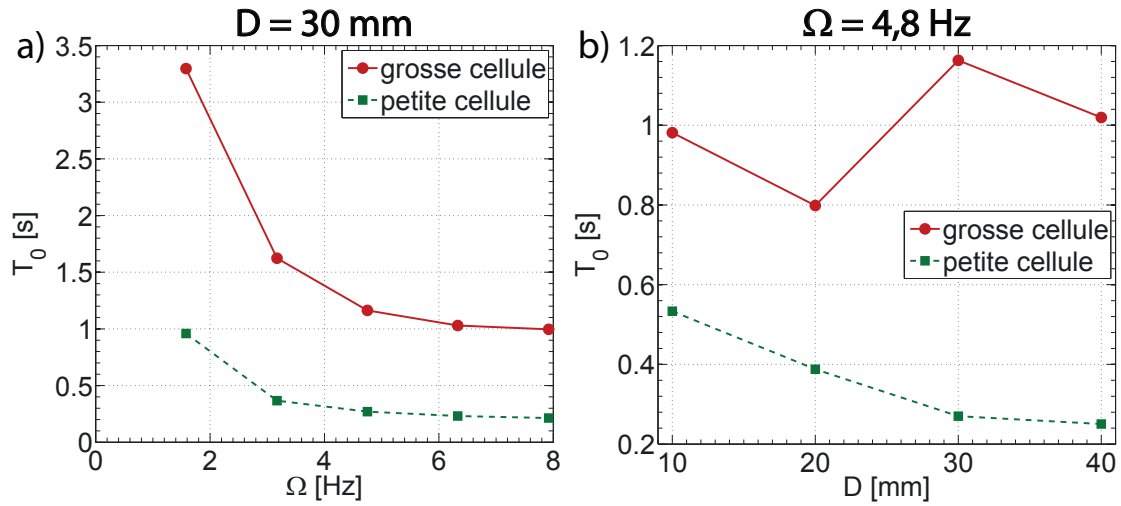 D = 30 mm
a)
3.5
3
2.5
2
1.5
1
0.5
0
T0 [s]
grosse cellule
petite cellule
0 2 4 6 8
Ω [Hz]
Ω = 4,8 Hz
b)
1.2
1
0.8
0.6
0.4
0.2
T0 [s]
grosse cellule
petite cellule
10 20 30 40
D [mm]